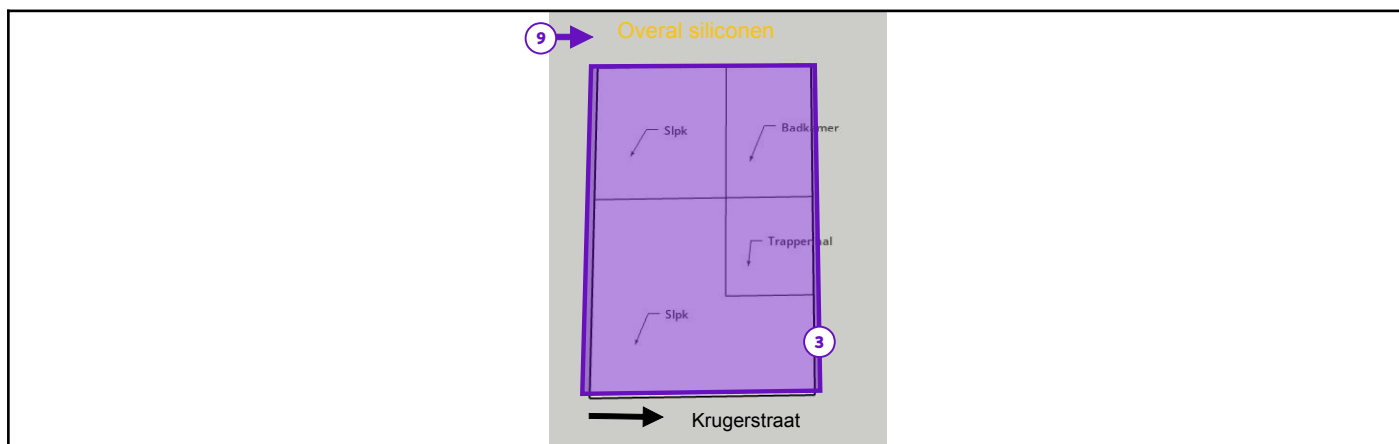 Overal siliconen
9
Slpk
Badkamer
Trappenhal
Slpk
3
Krugerstraat